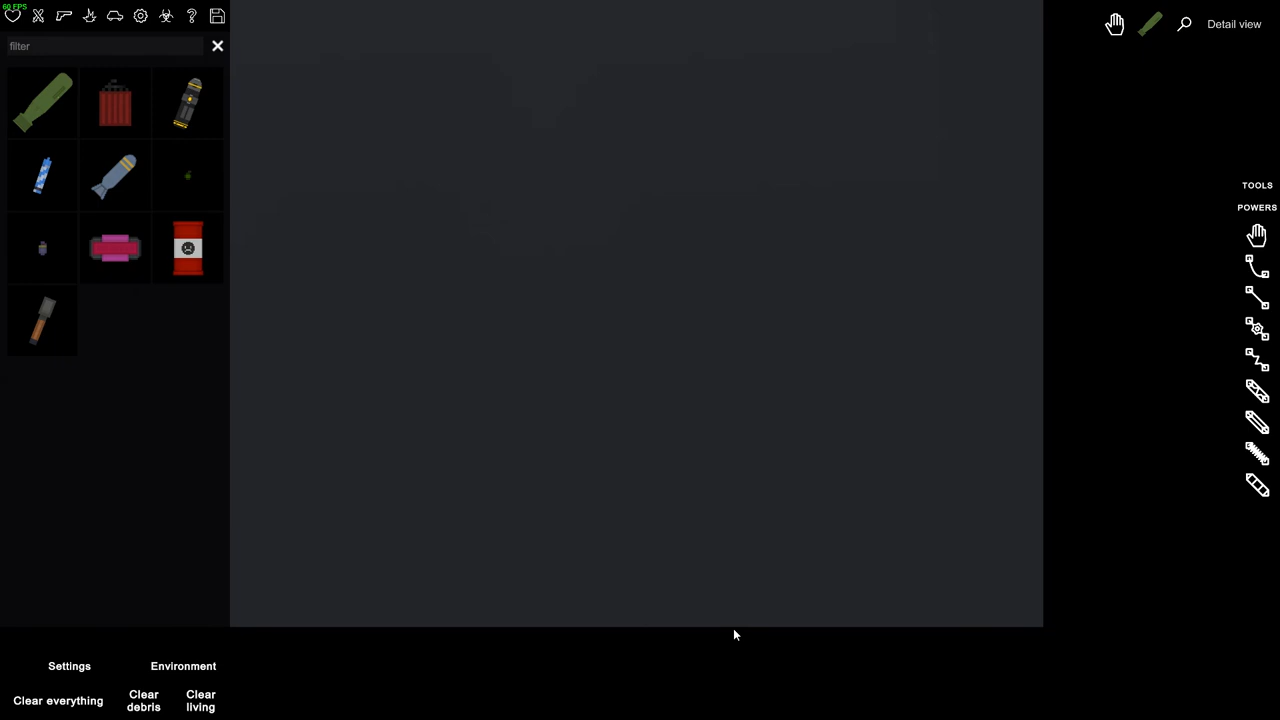 60 FPS
filter
Detail view
TOOLS
POWERS
Settings
Environment
Clear everything
Clear
debris
Clear
living